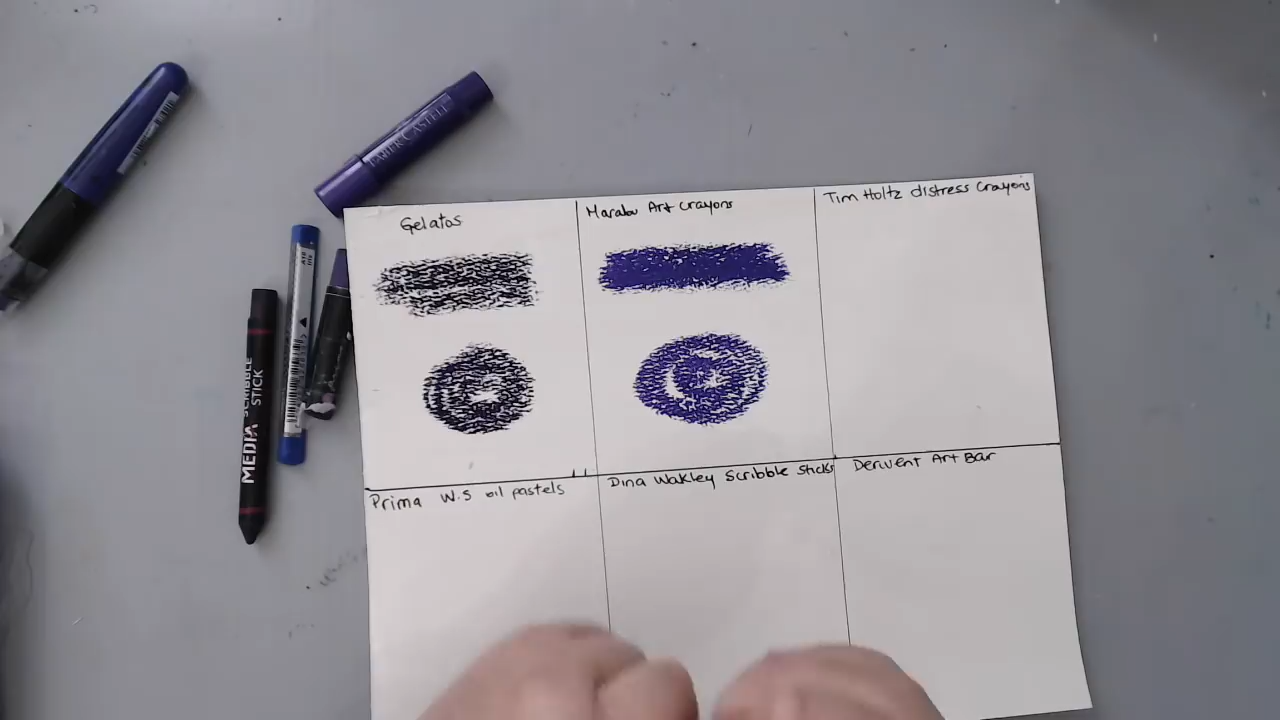 FABER-CASTELL
Gelatos
Marabu Art Crayons
Tim Holtz distress Crayons
MEDIA SCRIBBLE
STICK
Prima W.S oil pastels
Dina Wakley Scribble sticks
Derwent Art Bar